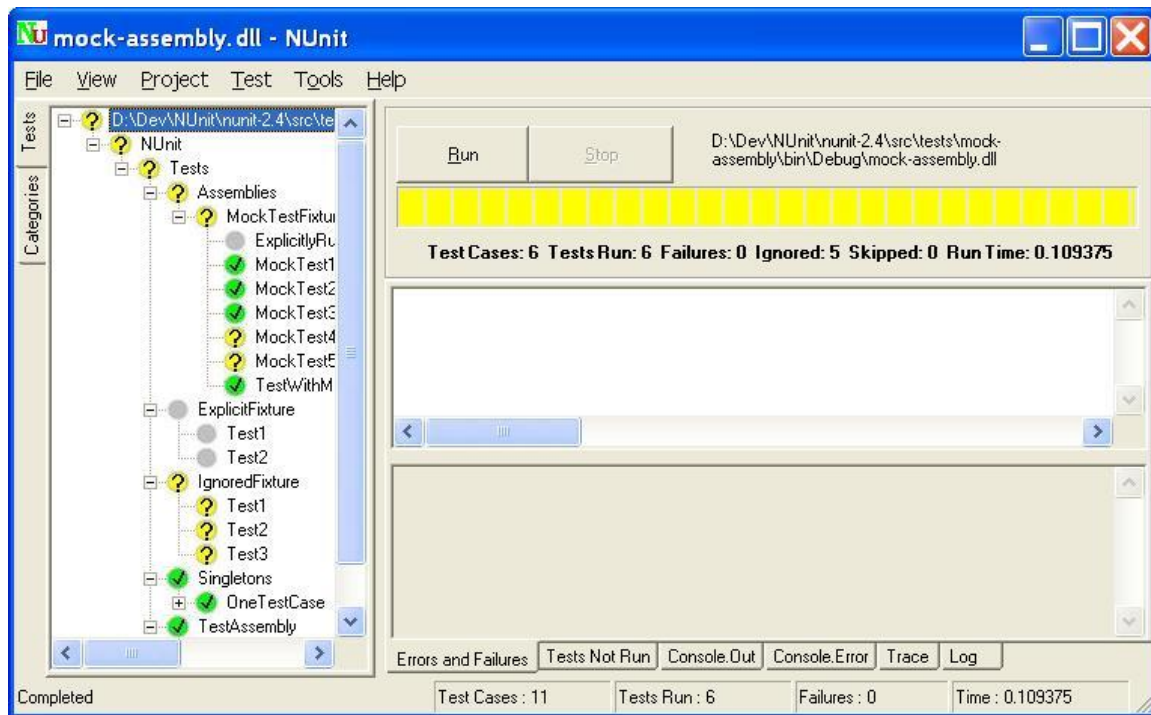 NU mock-assembly.dll - NUnit
File View Project Test Tools Help
Tests
Categories
D:\Dev\NUnit\nunit-2.4\src\te
NUnit
Tests
Assemblies
MockTestFixtur
ExplicitlyRu
MockTest1
MockTest2
MockTest3
MockTest4
MockTest5
TestWithM
ExplicitFixture
Test1
Test2
IgnoredFixture
Test1
Test2
Test3
Singletons
OneTestCase
TestAssembly
Run
Stop
D:\Dev\NUnit\nunit-2.4\src\tests\mock-
assembly\bin\Debug\mock-assembly.dll
Test Cases: 6 Tests Run: 6 Failures: 0 Ignored: 5 Skipped: 0 Run Time: 0.109375
Errors and Failures Tests Not Run Console.Out Console.Error Trace Log
Completed
Test Cases : 11 Tests Run : 6 Failures : 0 Time : 0.109375